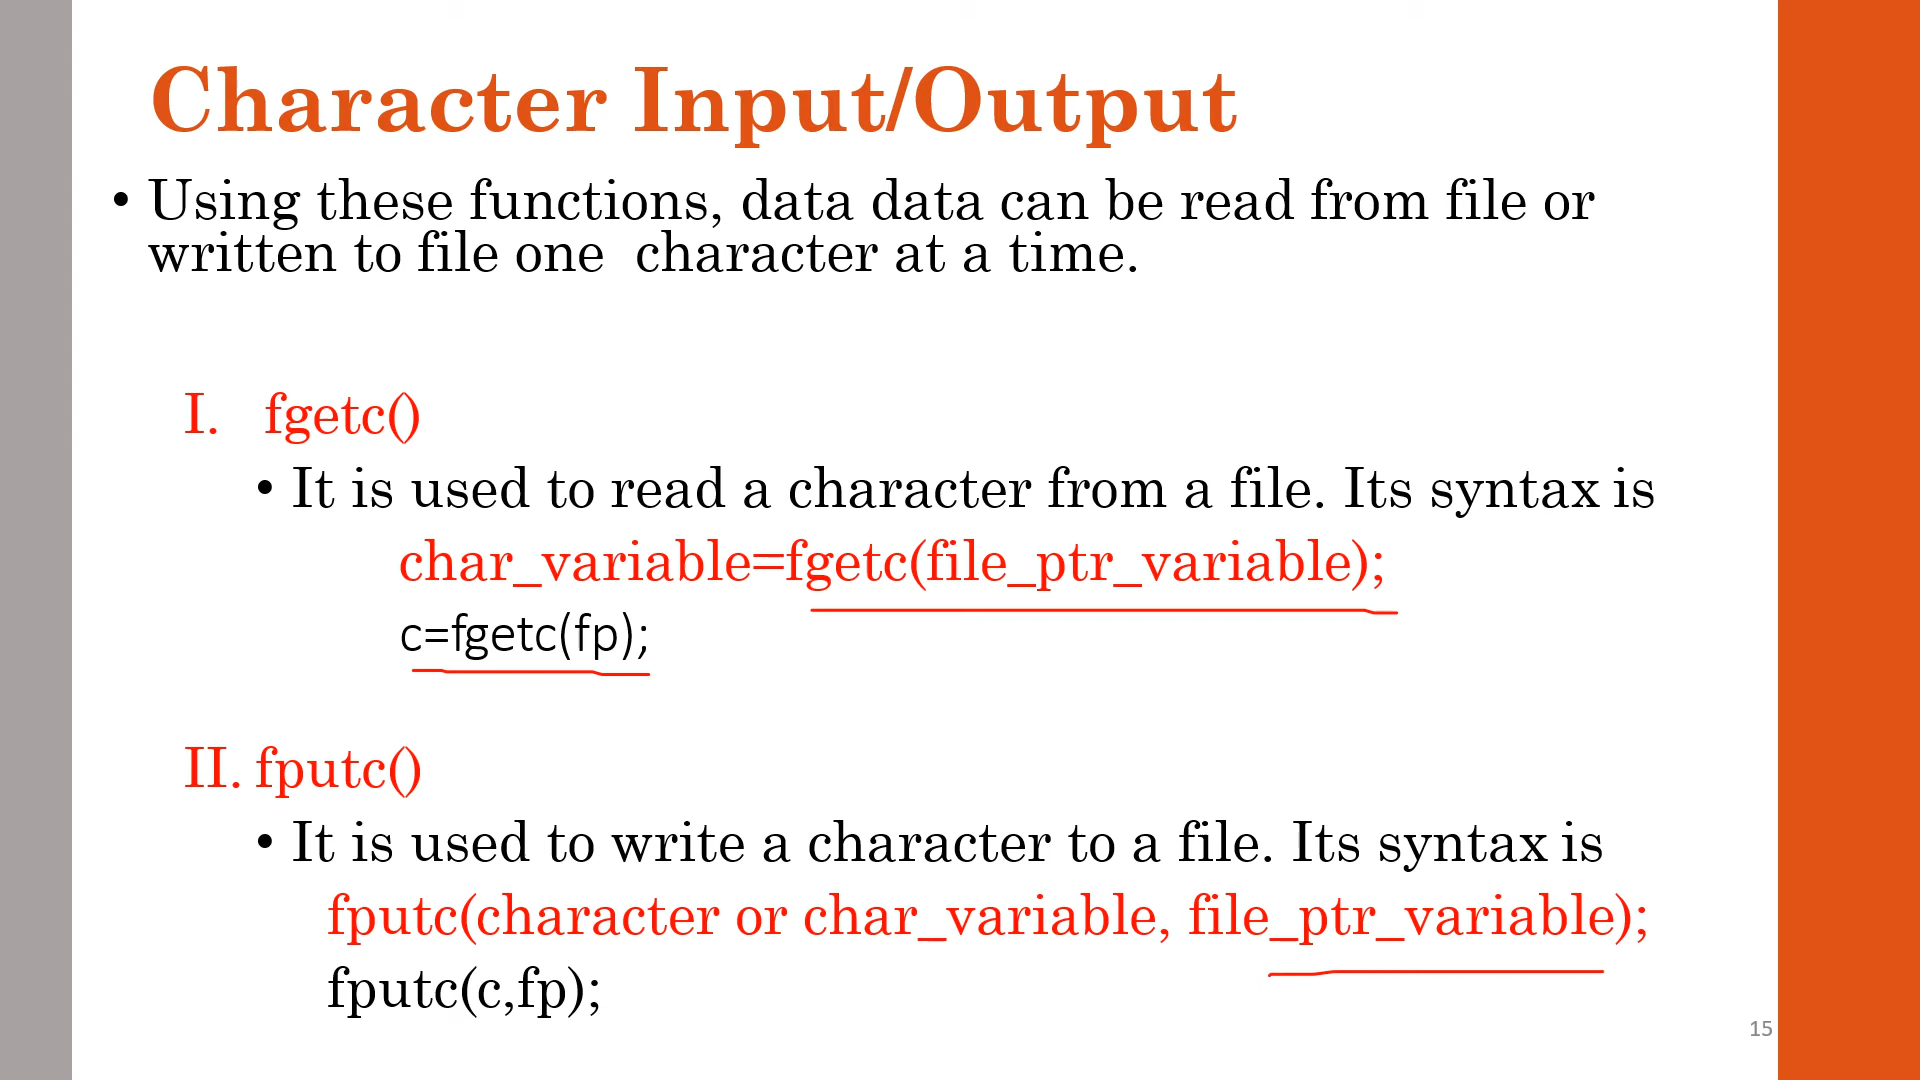 Character Input/Output
• Using these functions, data data can be read from file or
written to file one character at a time.
I. fgetc()
• It is used to read a character from a file. Its syntax is
char_variable=fgetc(file_ptr_variable);
c=fgetc(fp);
II. fputc()
• It is used to write a character to a file. Its syntax is
fputc(character or char_variable, file_ptr_variable);
fputc(c,fp);
15